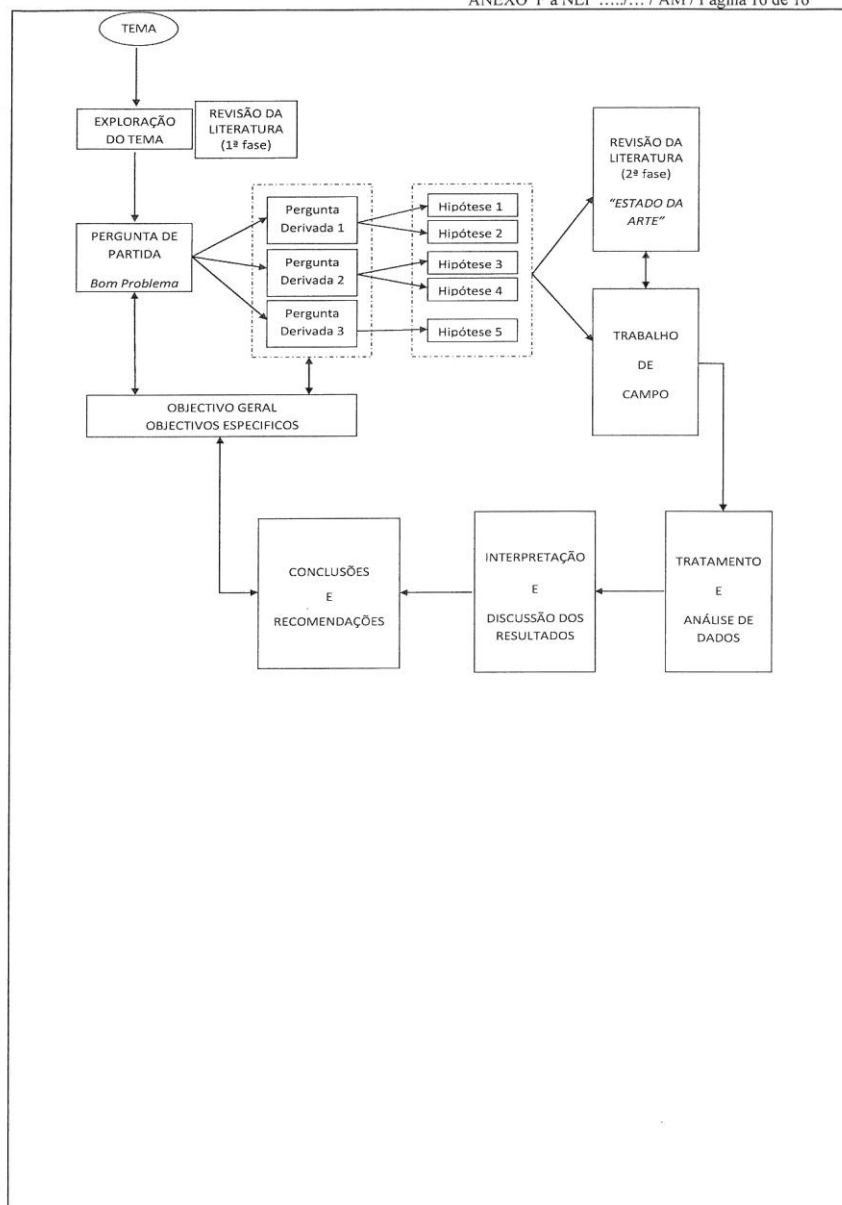 TEMA
EXPLORAÇÃO
DO TEMA
REVISÃO DA
LITERATURA
(1ª fase)
PERGUNTA DE
PARTIDA
Bom Problema
Pergunta
Derivada 1
Pergunta
Derivada 2
Pergunta
Derivada 3
Hipótese 1
Hipótese 2
Hipótese 3
Hipótese 4
Hipótese 5
REVISÃO DA
LITERATURA
(2ª fase)
"ESTADO DA
ARTE"
TRABALHO
DE
CAMPO
OBJECTIVO GERAL
OBJECTIVOS ESPECIFICOS
CONCLUSÕES
E
RECOMENDAÇÕES
INTERPRETAÇÃO
E
DISCUSSÃO DOS
RESULTADOS
TRATAMENTO
E
ANÁLISE DE
DADOS